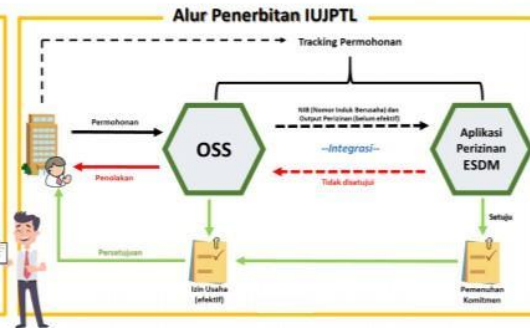 Alur Penerbitan IUJPTL
Tracking Permohonan
Permohonan
NIB (Nomor Induk Berusaha) dan
Output Perizinan (belum efektif)
OSS
--Integrasi--
Aplikasi
Perizinan
ESDM
Penolakan
Tidak disetujui
Setuju
Persetujuan
Izin Usaha
(efektif)
Pemenuhan
Komitmen